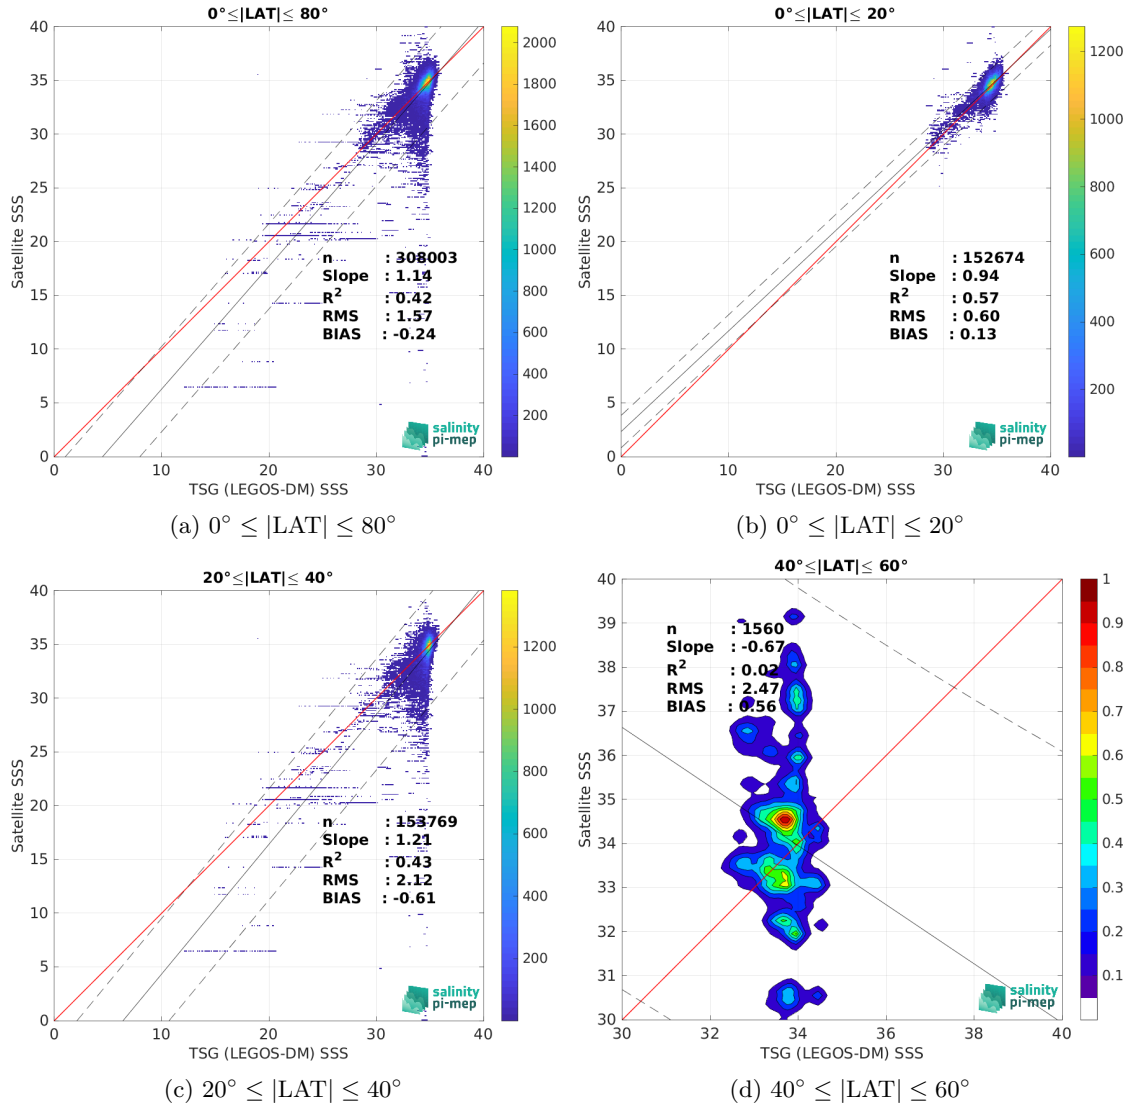 0°≤|LAT|≤ 80°
40
35
30
25
20
15
10
5
0
Satellite SSS
n : 308003
Slope : 1.14
R² : 0.42
RMS : 1.57
BIAS : -0.24
salinity
pi-mep
0 10 20 30 40
TSG (LEGOS-DM) SSS
2000
1800
1600
1400
1200
1000
800
600
400
200
(a) 0° ≤ |LAT| ≤ 80°
0°≤|LAT|≤ 20°
40
35
30
25
20
15
10
5
0
Satellite SSS
n : 152674
Slope : 0.94
R² : 0.57
RMS : 0.60
BIAS : 0.13
salinity
pi-mep
0 10 20 30 40
TSG (LEGOS-DM) SSS
1200
1000
800
600
400
200
(b) 0° ≤ |LAT| ≤ 20°
20°≤|LAT|≤ 40°
40
35
30
25
20
15
10
5
0
Satellite SSS
n : 153769
Slope : 1.21
R² : 0.43
RMS : 2.12
BIAS : -0.61
salinity
pi-mep
0 10 20 30 40
TSG (LEGOS-DM) SSS
1200
1000
800
600
400
200
(c) 20° ≤ |LAT| ≤ 40°
40°≤|LAT|≤ 60°
40
39
38
37
36
35
34
33
32
31
30
Satellite SSS
n : 1560
Slope : -0.67
R² : 0.02
RMS : 2.47
BIAS : 0.56
salinity
pi-mep
30 32 34 36 38 40
TSG (LEGOS-DM) SSS
1
0.9
0.8
0.7
0.6
0.5
0.4
0.3
0.2
0.1
(d) 40° ≤ |LAT| ≤ 60°